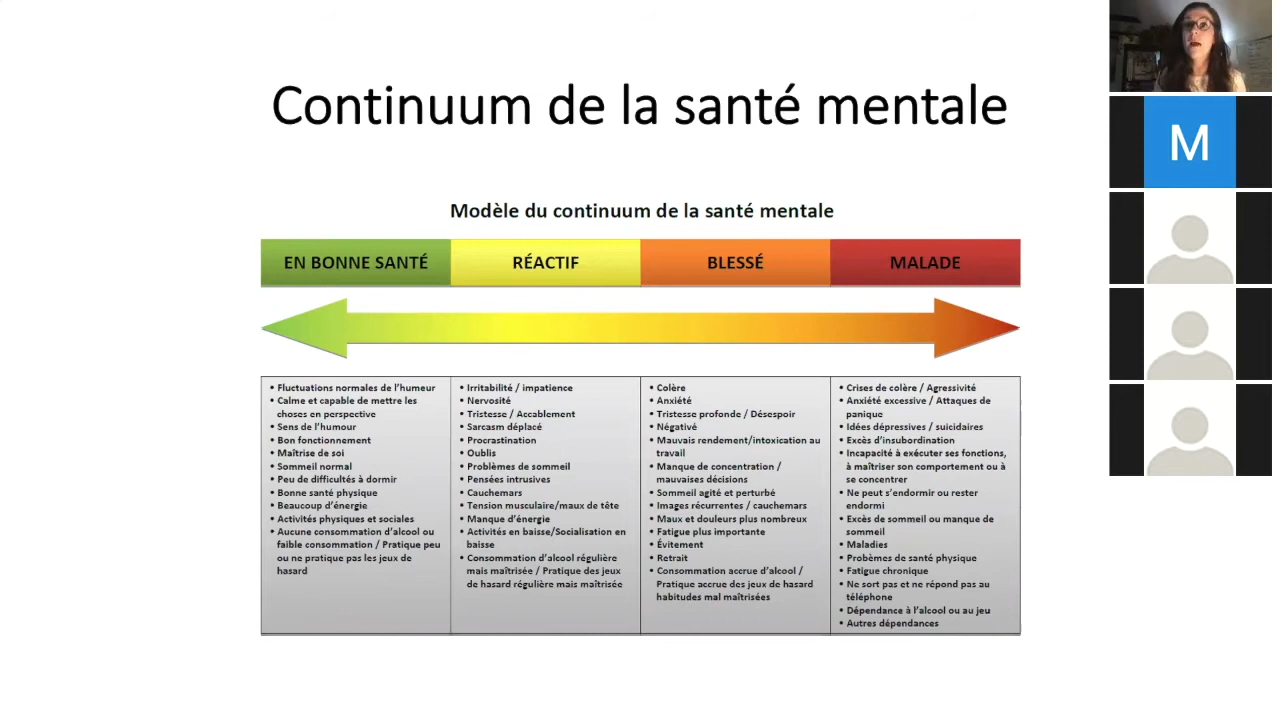 Continuum de la santé mentale
M
Modèle du continuum de la santé mentale
EN BONNE SANTÉ
RÉACTIF
BLESSÉ
MALADE
• Fluctuations normales de l'humeur
• Calme et capable de mettre les
choses en perspective
• Sens de l'humour
• Bon fonctionnement
• Maîtrise de soi
• Sommeil normal
• Peu de difficultés à dormir
• Bonne santé physique
• Beaucoup d'énergie
• Activités physiques et sociales
• Aucune consommation d'alcool ou
faible consommation / Pratique peu
ou ne pratique pas les jeux de
hasard
• Irritabilité / impatience
• Nervosité
• Tristesse / Accablement
• Sarcasm déplacé
• Procrastination
• Oublis
• Problèmes de sommeil
• Pensées intrusives
• Cauchemars
• Tension musculaire/maux de tête
• Manque d'énergie
• Activités en baisse/Socialisation en
baisse
• Consommation d'alcool régulière
mais maîtrisée / Pratique des jeux
de hasard régulière mais maîtrisée
• Colère
• Anxiété
• Tristesse profonde / Désespoir
• Négativé
• Mauvais rendement/intoxication au
travail
• Manque de concentration /
mauvaises décisions
• Sommeil agité et perturbé
• Images récurrentes / cauchemars
• Maux et douleurs plus nombreux
• Fatigue plus importante
• Évitement
• Retrait
• Consommation accrue d'alcool /
Pratique accrue des jeux de hasard
habitudes mal maîtrisées
• Crises de colère / Agressivité
• Anxiété excessive / Attaques de
panique
• Idées dépressives / suicidaires
• Excès d'insubordination
• Incapacité à exécuter ses fonctions,
à maîtriser son comportement ou à
se concentrer
• Ne peut s'endormir ou rester
endormi
• Excès de sommeil ou manque de
sommeil
• Maladies
• Probèmes de santé physique
• Fatigue chronique
• Ne sort pas et ne répond pas au
téléphone
• Dépendance à l'alcool ou au jeu
• Autres dépendances